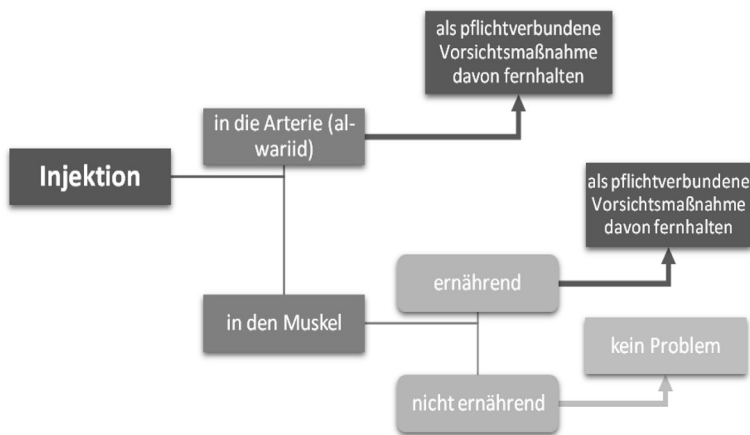 als pflichtverbundene
Vorsichtsmaßnahme
davon fernhalten
in die Arterie (al-
wariid)
Injektion
als pflichtverbundene
Vorsichtsmaßnahme
davon fernhalten
ernährend
in den Muskel
kein Problem
nicht ernährend